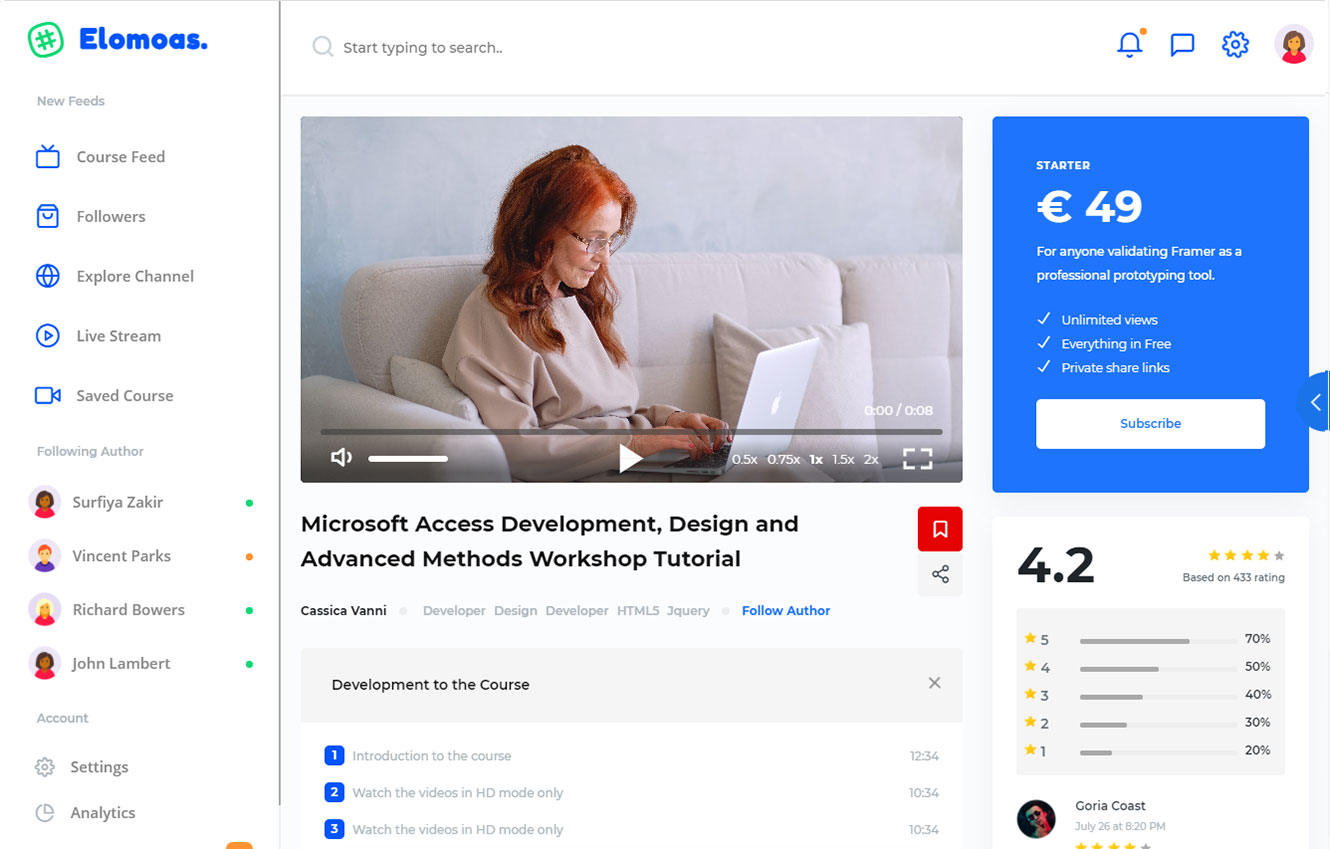 Elomoas.
Start typing to search..
New Feeds
Course Feed
Followers
Explore Channel
Live Stream
Saved Course
Following Author
Surfiya Zakir
Vincent Parks
Richard Bowers
John Lambert
Account
Settings
Analytics
0:00 / 0:08
0.5x 0.75x 1x 1.5x 2x
Microsoft Access Development, Design and
Advanced Methods Workshop Tutorial
Cassica Vanni Developer Design Developer HTML5 Jquery Follow Author
Development to the Course
1 Introduction to the course 12:34
2 Watch the videos in HD mode only 10:34
3 Watch the videos in HD mode only 10:34
STARTER
€ 49
For anyone validating Framer as a
professional prototyping tool.
Unlimited views
Everything in Free
Private share links
Subscribe
4.2
Based on 433 rating
5 70%
4 50%
3 40%
2 30%
1 20%
Goria Coast
July 26 at 8:20 PM